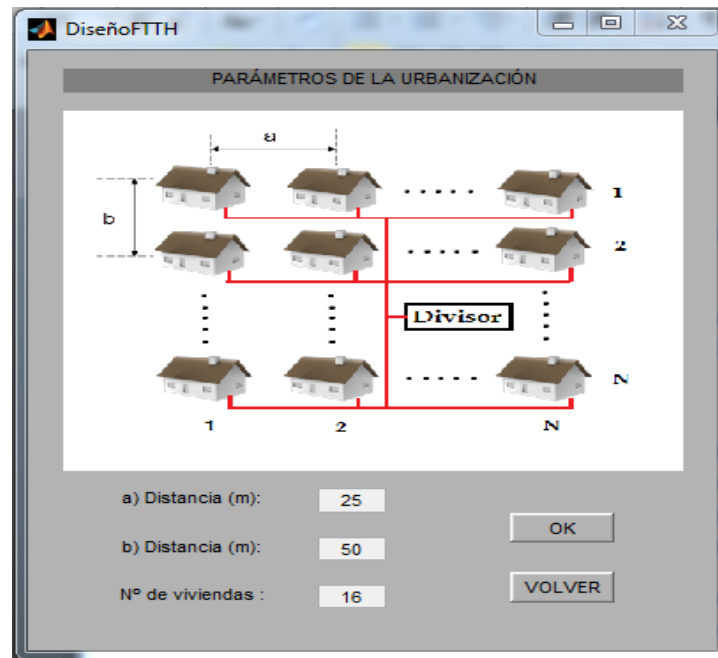 DiseñoFTTH
PARÁMETROS DE LA URBANIZACIÓN
a
b
1
2
Divisor
N
1 2 N
a) Distancia (m): 25
b) Distancia (m): 50
Nº de viviendas : 16
OK
VOLVER